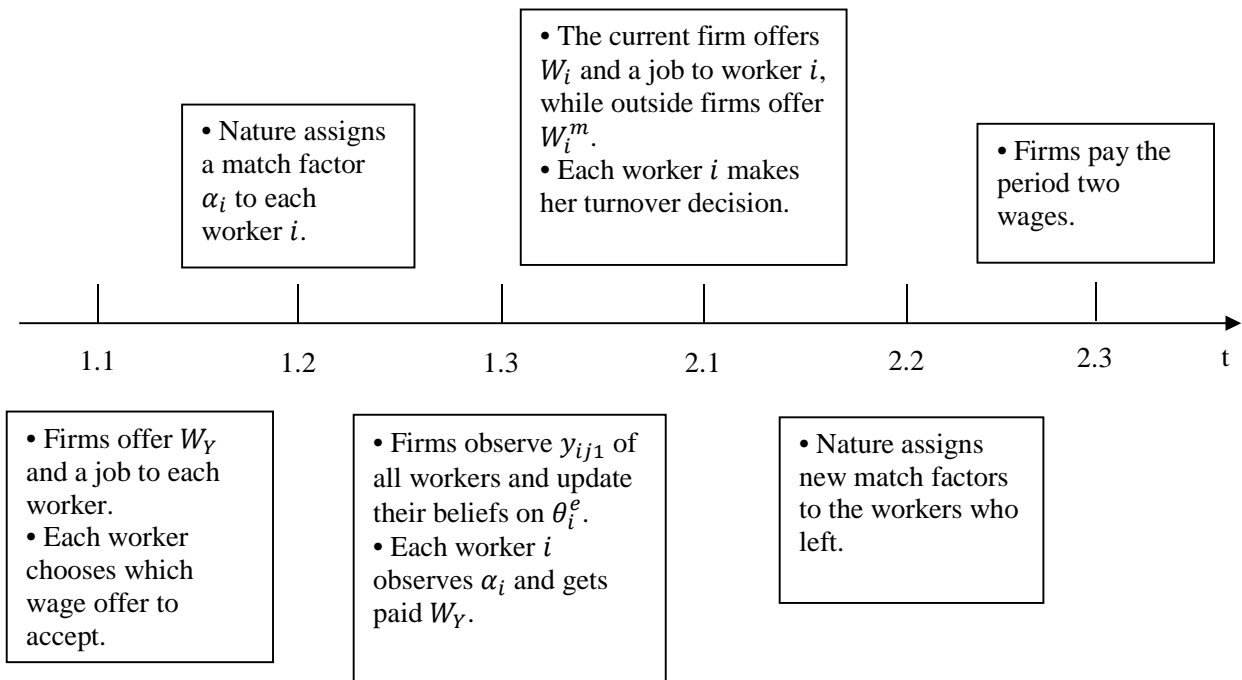 • The current firm offers
W_i and a job to worker i,
while outside firms offer
W_i^m.
• Each worker i makes
her turnover decision.
• Nature assigns
a match factor
α_i to each
worker i.
• Firms pay the
period two
wages.
1.1
1.2
1.3
2.1
2.2
2.3
t
• Firms offer W_Y
and a job to each
worker.
• Each worker
chooses which
wage offer to
accept.
• Firms observe y_{ij1} of
all workers and update
their beliefs on θ_i^e.
• Each worker i
observes α_i and gets
paid W_Y.
• Nature assigns
new match factors
to the workers who
left.